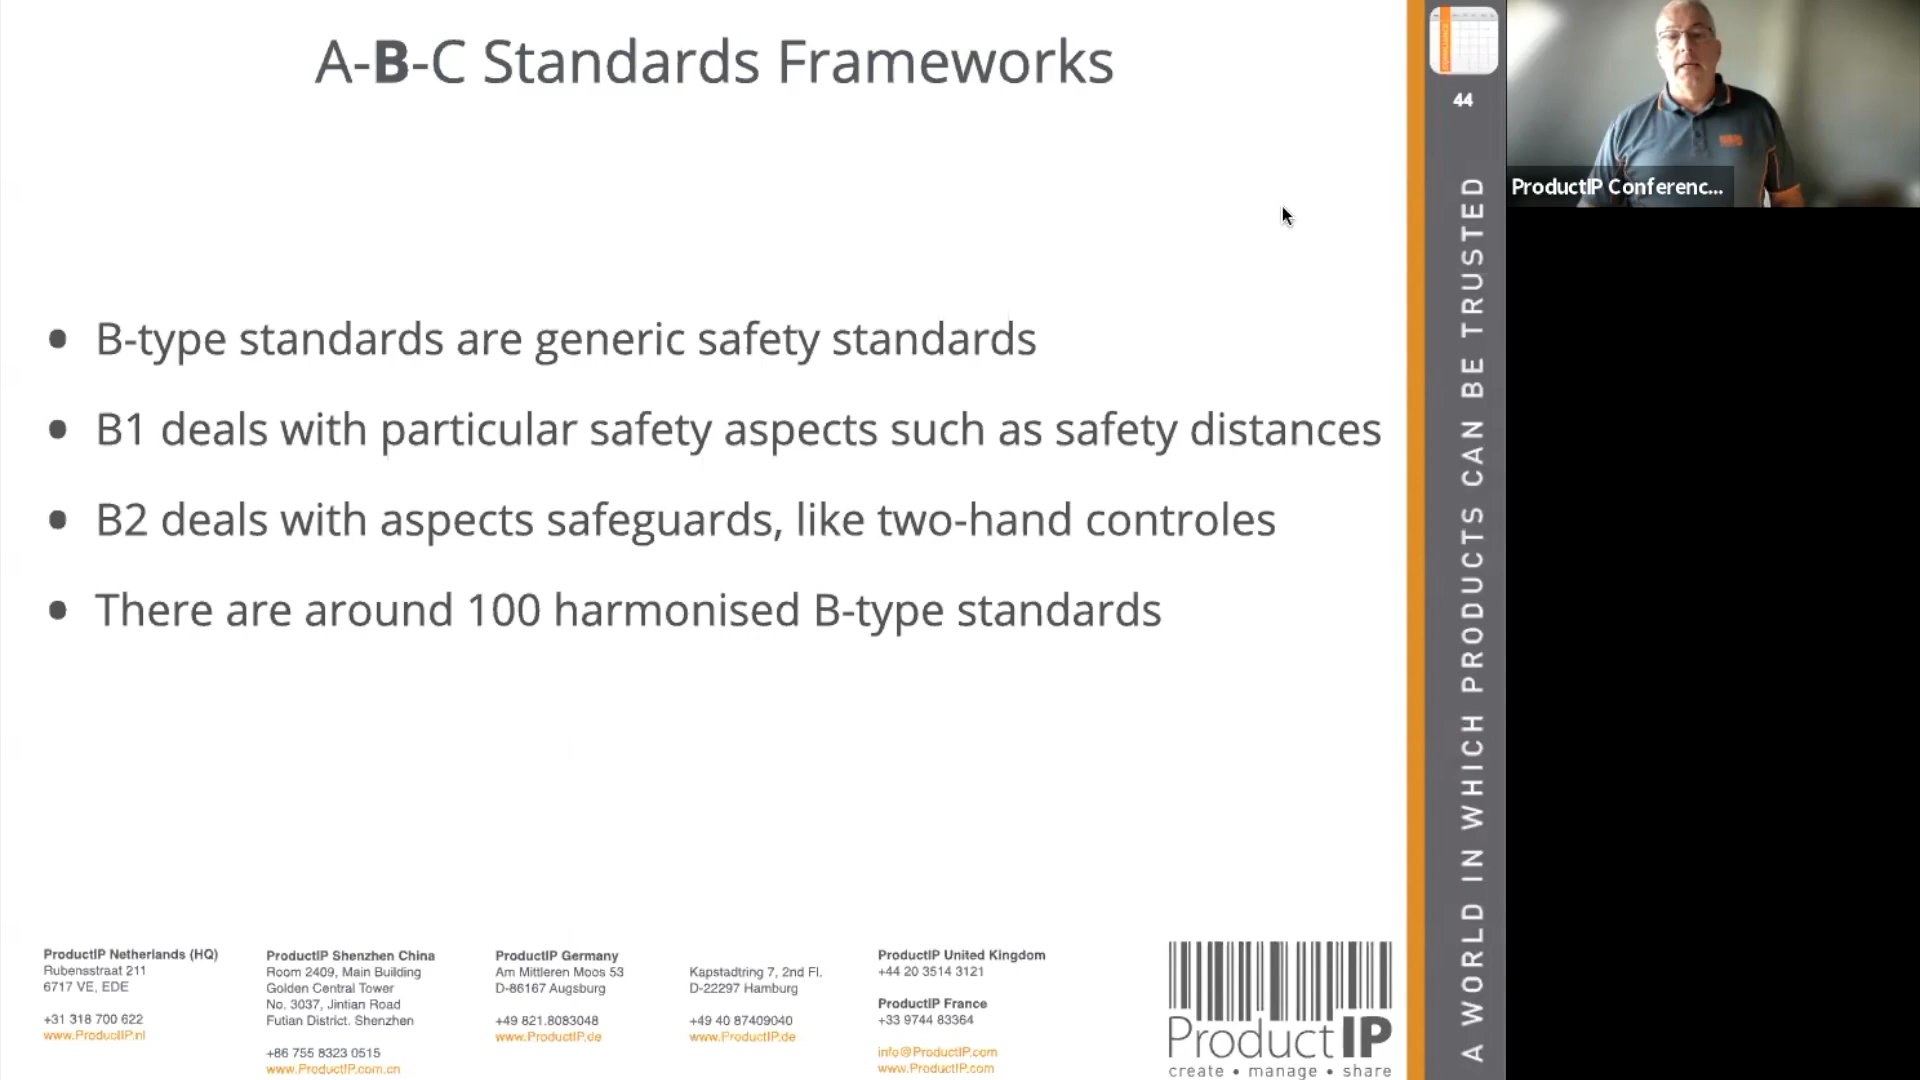 A-B-C Standards Frameworks
• B-type standards are generic safety standards
• B1 deals with particular safety aspects such as safety distances
• B2 deals with aspects safeguards, like two-hand controles
• There are around 100 harmonised B-type standards
44
A WORLD IN WHICH PRODUCTS CAN BE TRUSTED
ProductIP Conferenc...
ProductIP Netherlands (HQ)
Rubensstraat 211
6717 VE, EDE
+31 318 700 622
www.ProductIP.nl
ProductIP Shenzhen China
Room 2409, Main Building
Golden Central Tower
No. 3037, Jintian Road
Futian District. Shenzhen
+86 755 8323 0515
www.ProductIP.com.cn
ProductIP Germany
Am Mittleren Moos 53
D-86167 Augsburg
+49 821.8083048
www.ProductIP.de
Kapstadtring 7, 2nd Fl.
D-22297 Hamburg
+49 40 87409040
www.ProductIP.de
ProductIP United Kingdom
+44 20 3514 3121
ProductIP France
+33 9744 83364
info@ProductIP.com
www.ProductIP.com
ProductIP
create • manage • share